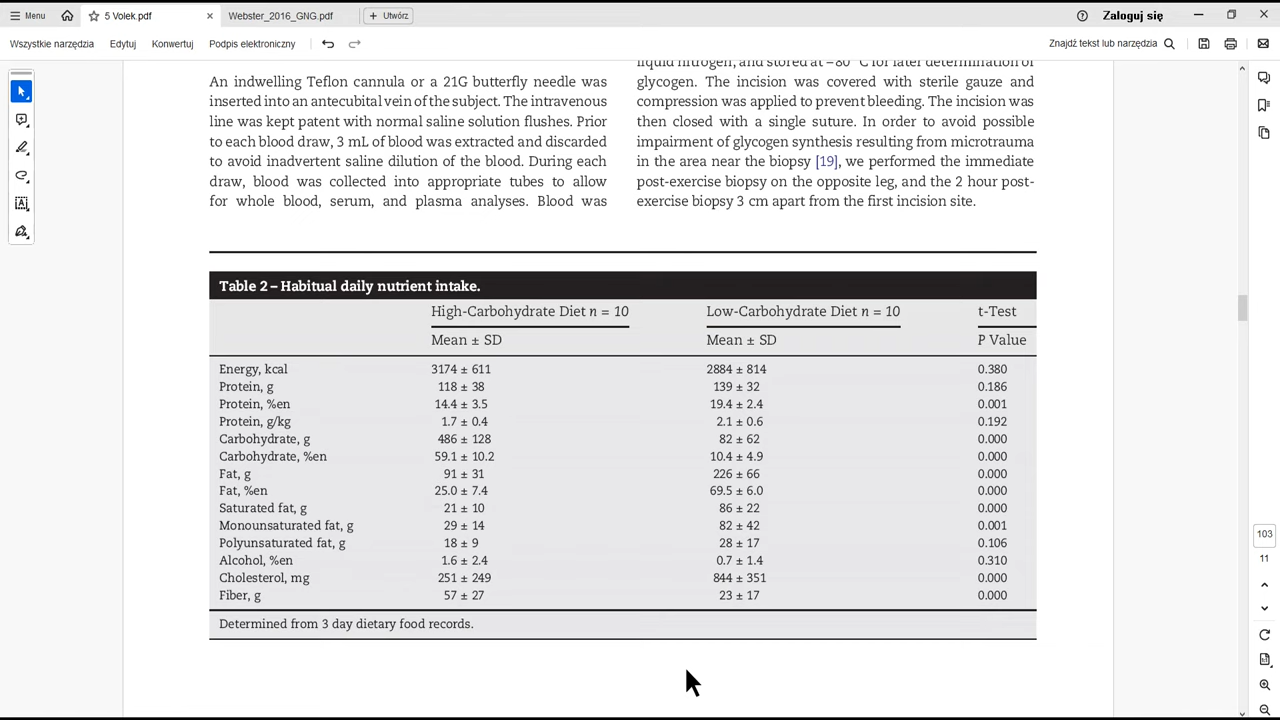 Menu
5 Volek.pdf
Webster_2016_GNG.pdf
Utwórz
Zaloguj się
Wszystkie narzędzia
Edytuj
Konwertuj
Podpis elektroniczny
Znajdź tekst lub narzędzia
An indwelling Teflon cannula or a 21G butterfly needle was
inserted into an antecubital vein of the subject. The intravenous
line was kept patent with normal saline solution flushes. Prior
to each blood draw, 3 mL of blood was extracted and discarded
to avoid inadvertent saline dilution of the blood. During each
draw, blood was collected into appropriate tubes to allow
for whole blood, serum, and plasma analyses. Blood was
liquid nitrogen, and stored at −80 °C for later determination of
glycogen. The incision was covered with sterile gauze and
compression was applied to prevent bleeding. The incision was
then closed with a single suture. In order to avoid possible
impairment of glycogen synthesis resulting from microtrauma
in the area near the biopsy [19], we performed the immediate
post-exercise biopsy on the opposite leg, and the 2 hour post-
exercise biopsy 3 cm apart from the first incision site.
Table 2 – Habitual daily nutrient intake.
High-Carbohydrate Diet n = 10 Low-Carbohydrate Diet n = 10 t-Test
Mean ± SD Mean ± SD P Value
Energy, kcal 3174 ± 611 2884 ± 814 0.380
Protein, g 118 ± 38 139 ± 32 0.186
Protein, %en 14.4 ± 3.5 19.4 ± 2.4 0.001
Protein, g/kg 1.7 ± 0.4 2.1 ± 0.6 0.192
Carbohydrate, g 486 ± 128 82 ± 62 0.000
Carbohydrate, %en 59.1 ± 10.2 10.4 ± 4.9 0.000
Fat, g 91 ± 31 226 ± 66 0.000
Fat, %en 25.0 ± 7.4 69.5 ± 6.0 0.000
Saturated fat, g 21 ± 10 86 ± 22 0.000
Monounsaturated fat, g 29 ± 14 82 ± 42 0.001
Polyunsaturated fat, g 18 ± 9 28 ± 17 0.106
Alcohol, %en 1.6 ± 2.4 0.7 ± 1.4 0.310
Cholesterol, mg 251 ± 249 844 ± 351 0.000
Fiber, g 57 ± 27 23 ± 17 0.000
Determined from 3 day dietary food records.
103
11